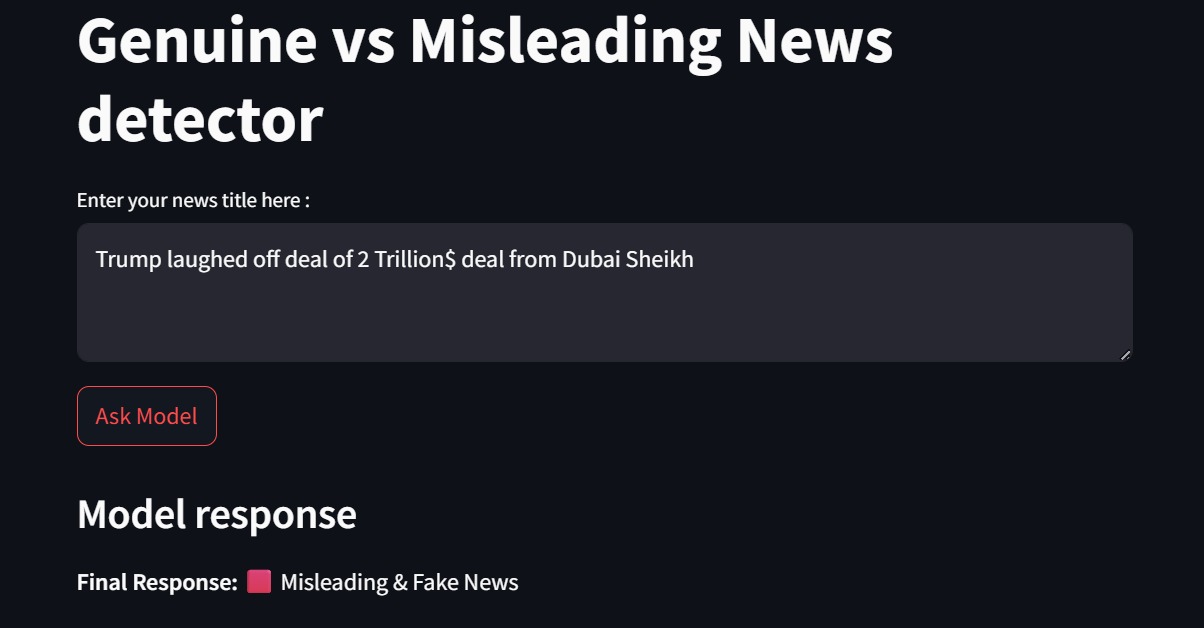 Genuine vs Misleading News
detector
Enter your news title here :
Trump laughed off deal of 2 Trillion$ deal from Dubai Sheikh
Ask Model
Model response
Final Response: 🟥 Misleading & Fake News